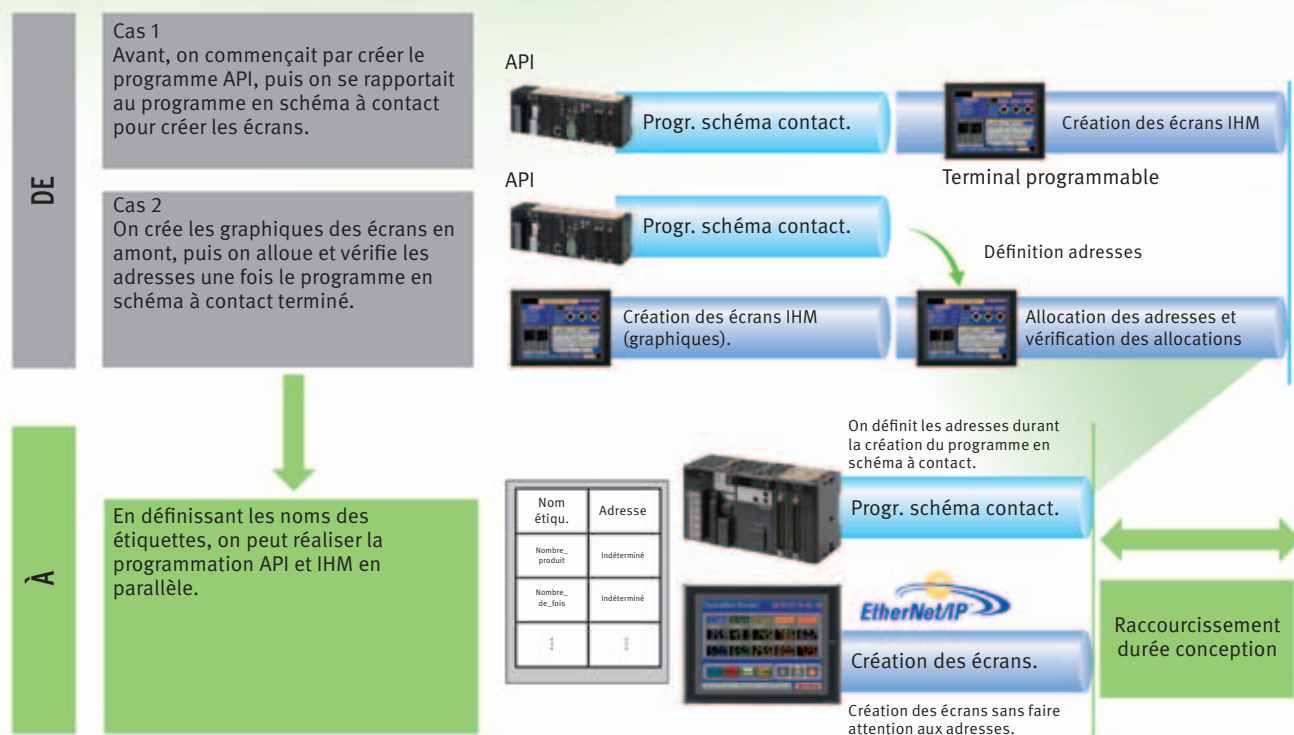 DE
Cas 1
Avant, on commençait par créer le
programme API, puis on se rapportait
au programme en schéma à contact
pour créer les écrans.
API
Progr. schéma contact.
Création des écrans IHM
Terminal programmable
Cas 2
On crée les graphiques des écrans en
amont, puis on alloue et vérifie les
adresses une fois le programme en
schéma à contact terminé.
API
Progr. schéma contact.
Définition adresses
Création des écrans IHM
(graphiques).
Allocation des adresses et
vérification des allocations
À
En définissant les noms des
étiquettes, on peut réaliser la
programmation API et IHM en
parallèle.
Nom
étiqu.
Adresse
Nombre_
produit
Indéterminé
Nombre_
de_fois
Indéterminé
On définit les adresses durant
la création du programme en
schéma à contact.
Progr. schéma contact.
EtherNet/IP
Création des écrans.
Création des écrans sans faire
attention aux adresses.
Raccourcissement
durée conception